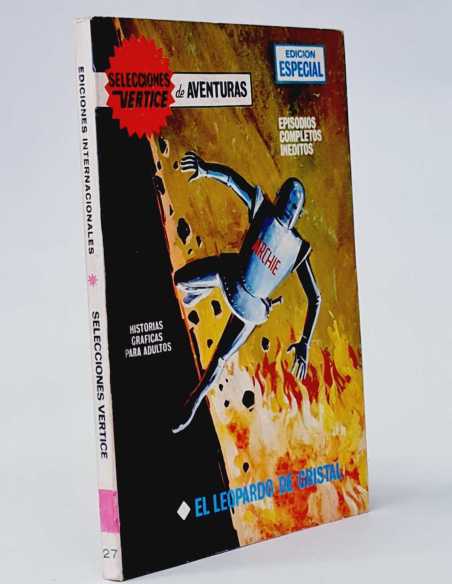 EDICIONES INTERNACIONALES
SELECCIONES VERTICE
27
SELECCIONES
VERTICE
de AVENTURAS
EDICION
ESPECIAL
EPISODIOS
COMPLETOS
INEDITOS
ARCHIE
HISTORIAS
GRAFICAS
PARA ADULTOS
EL LEOPARDO DE CRISTAL